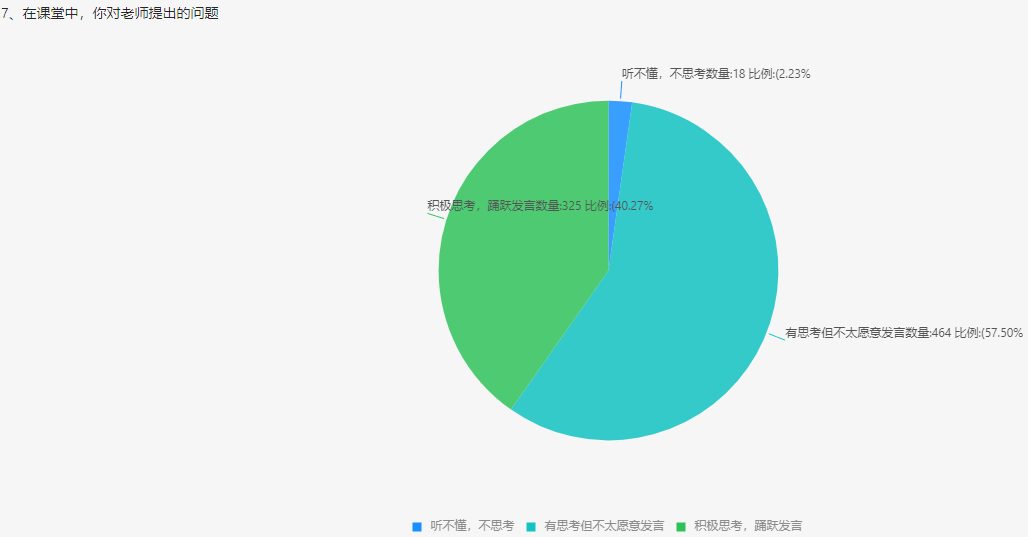 7、在课堂中，你对老师提出的问题
听不懂，不思考数量:18 比例:(2.23%
积极思考，踊跃发言数量:325 比例:(40.27%
有思考但不太愿意发言数量:464 比例:(57.50%
听不懂，不思考 有思考但不太愿意发言 积极思考，踊跃发言